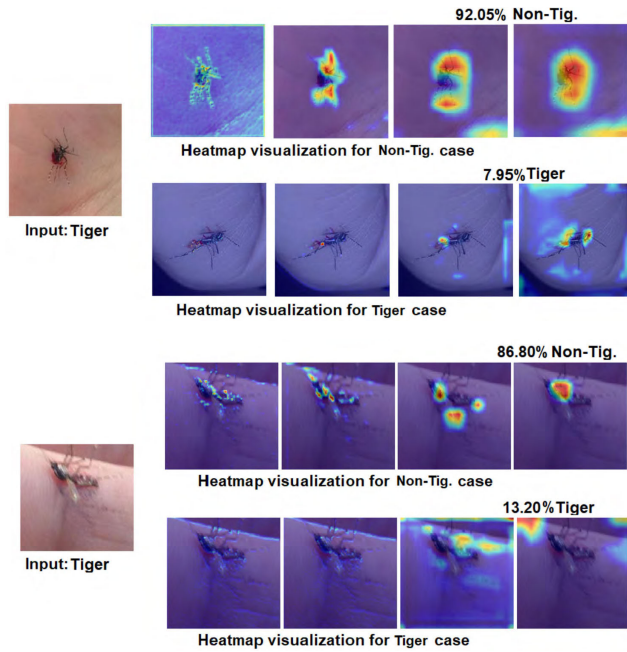 92.05% Non-Tig.
Heatmap visualization for Non-Tig. case
Input: Tiger
7.95% Tiger
Heatmap visualization for Tiger case
86.80% Non-Tig.
Heatmap visualization for Non-Tig. case
Input: Tiger
13.20% Tiger
Heatmap visualization for Tiger case